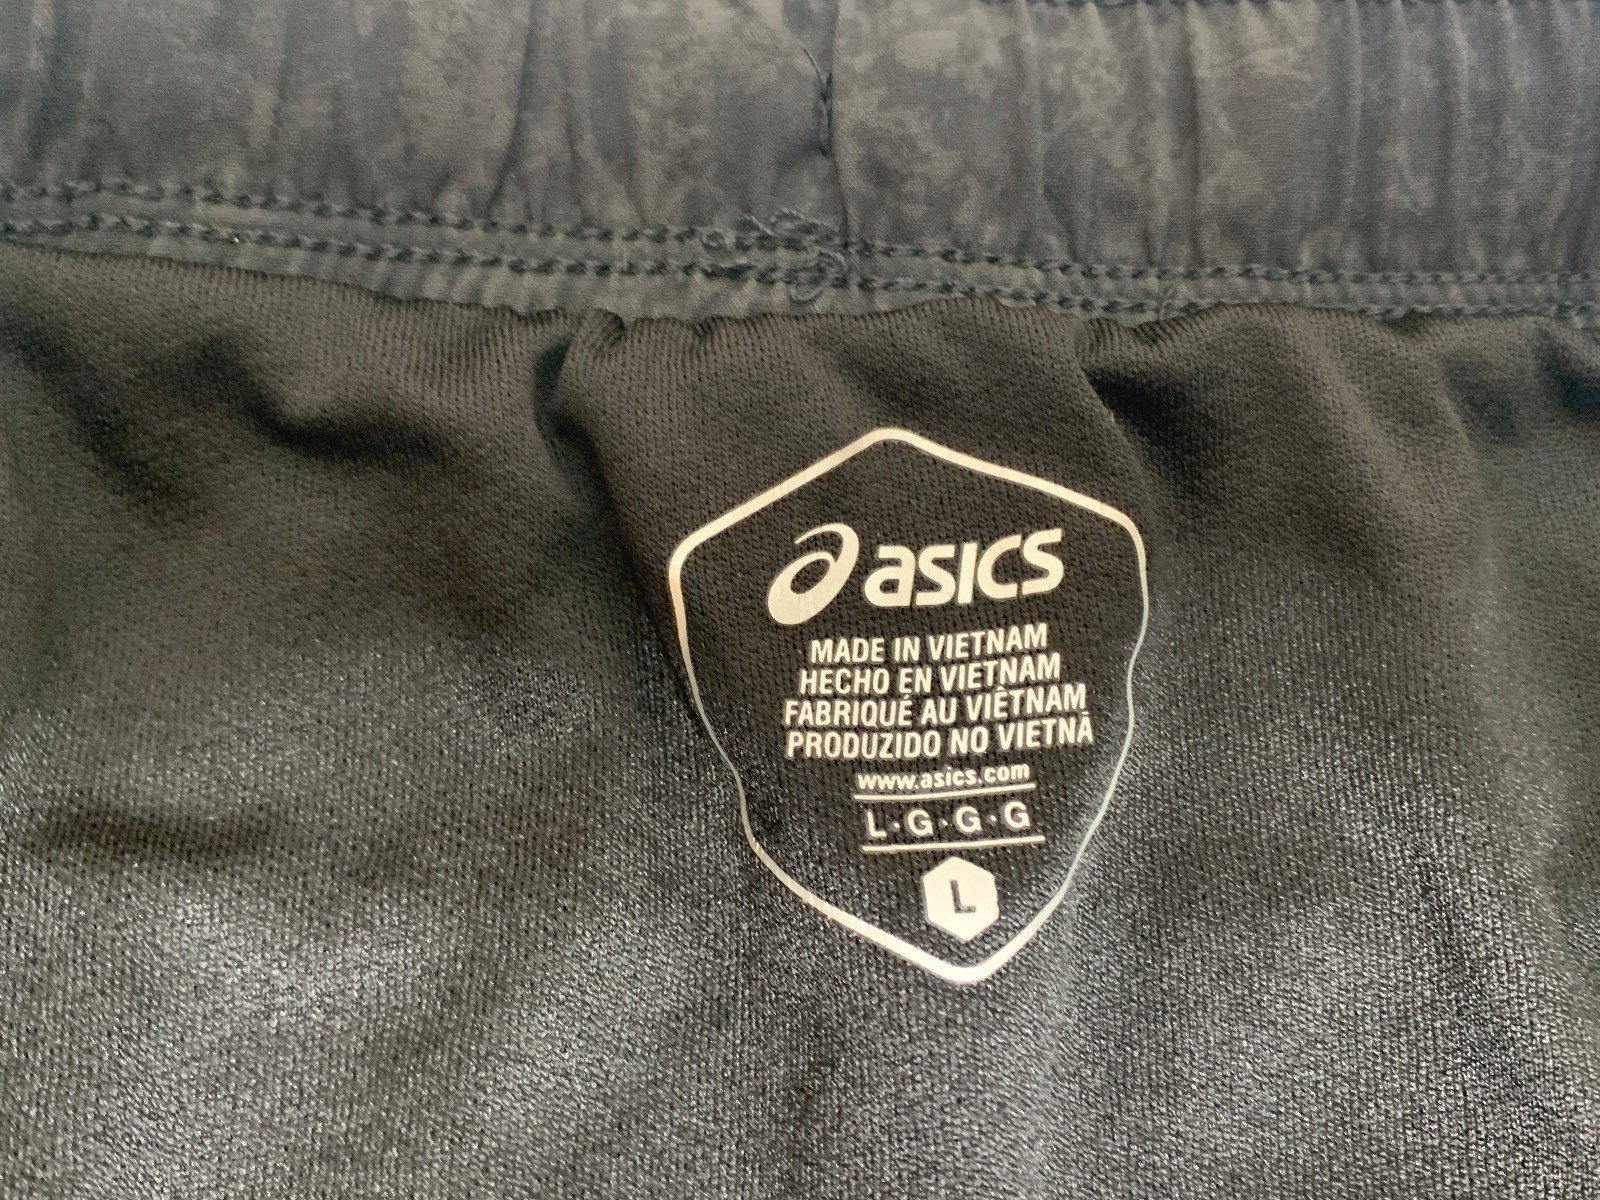 asics
MADE IN VIETNAM
HECHO EN VIETNAM
FABRIQUÉ AU VIÊTNAM
PRODUZIDO NO VIETNÃ
www.asics.com
L·G·G·G
L